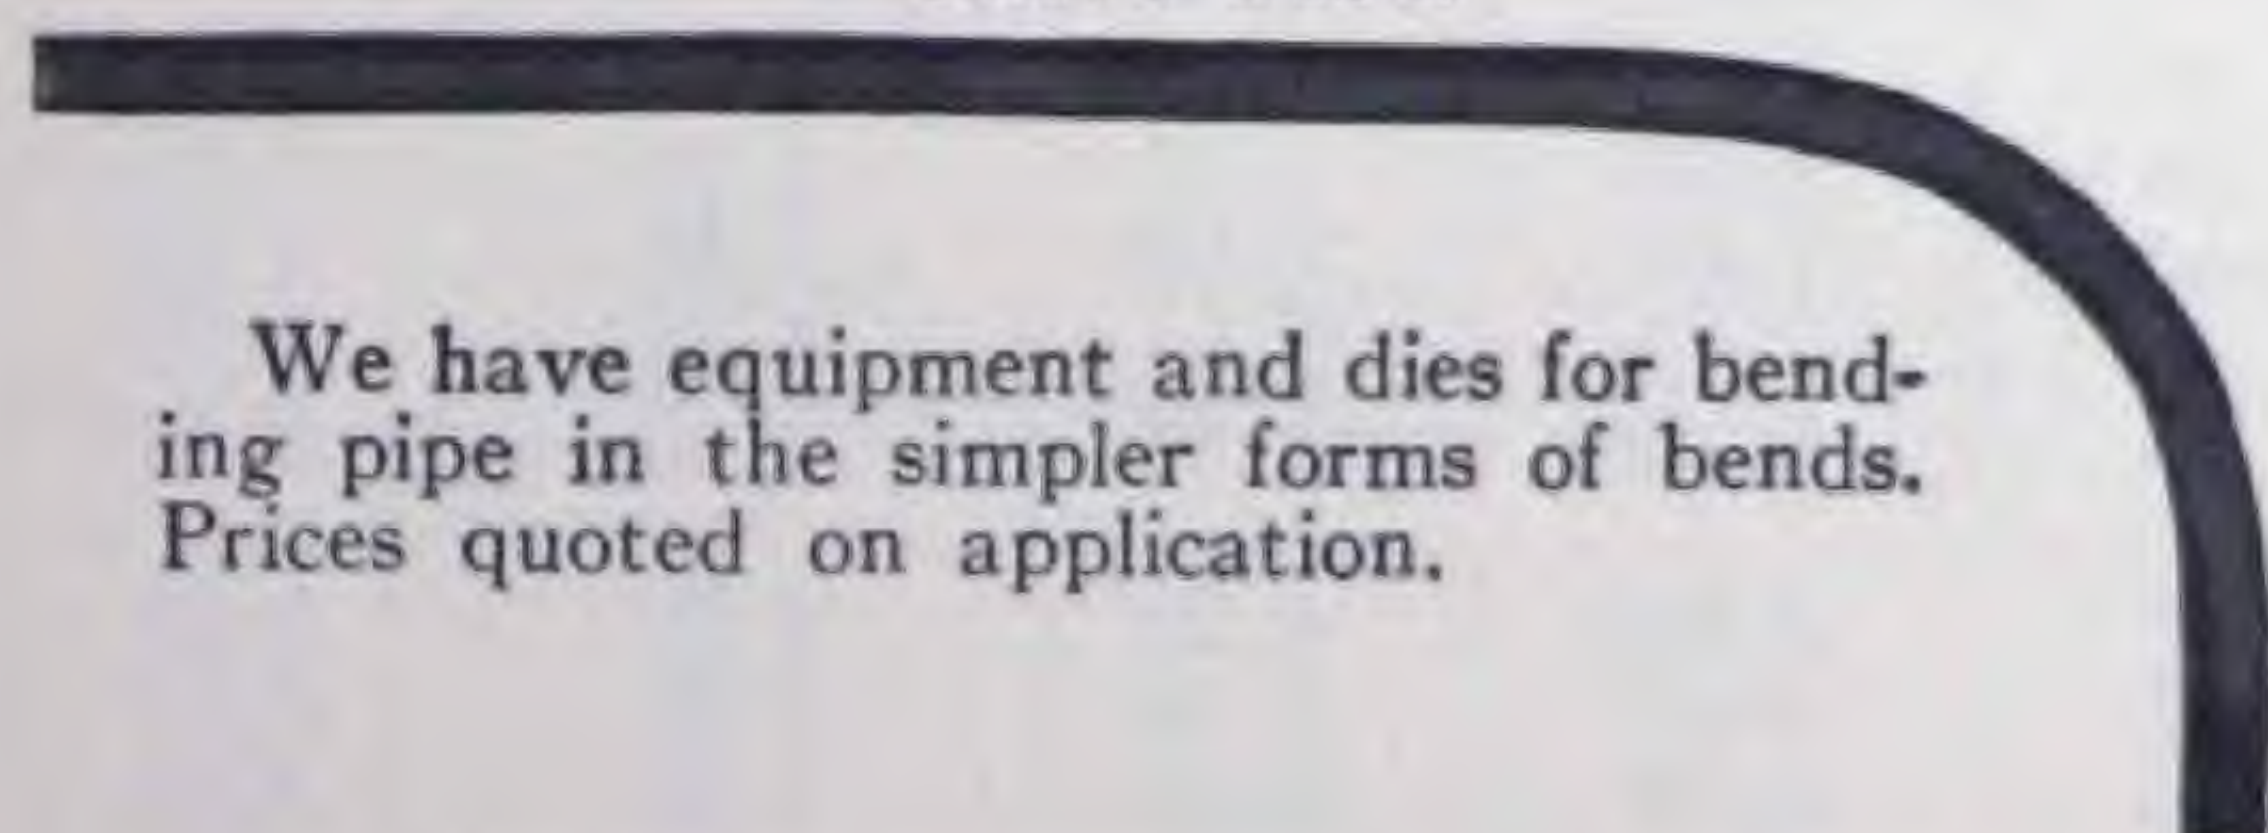 We have equipment and dies for bend-
ing pipe in the simpler forms of bends.
Prices quoted on application.